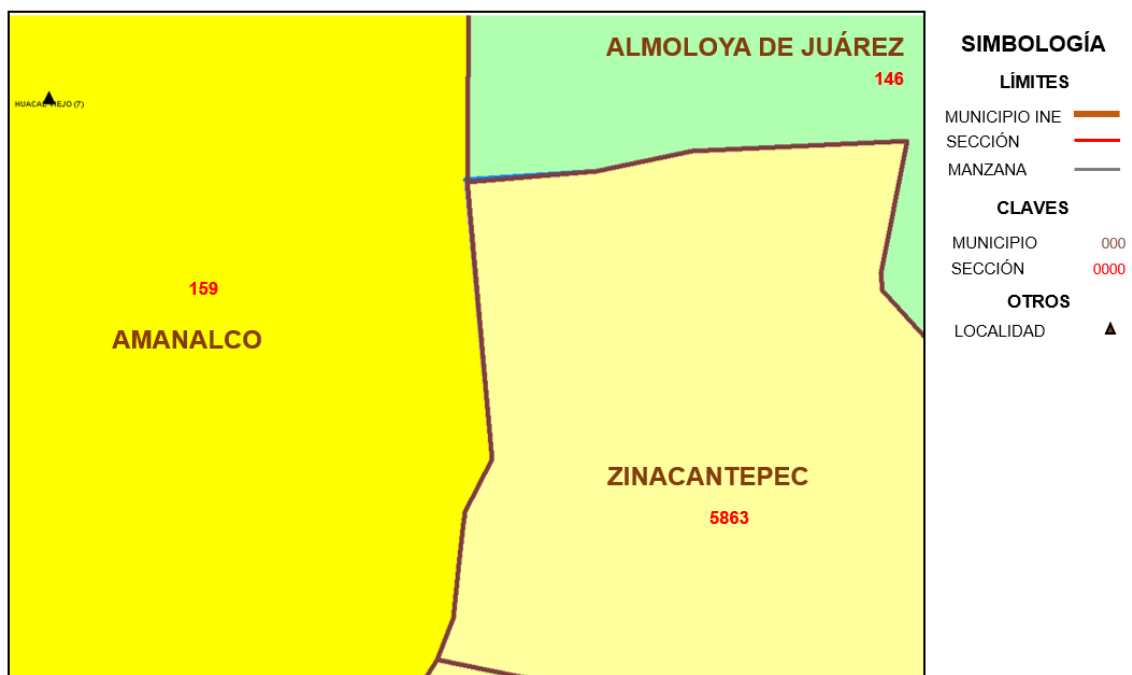 ALMOLOYA DE JUÁREZ
146
(7)
159
AMANALCO
ZINACANTEPEC
5863
SIMBOLOGÍA
LÍMITES
MUNICIPIO INE
SECCIÓN
MANZANA
CLAVES
MUNICIPIO 000
SECCIÓN 0000
OTROS
LOCALIDAD